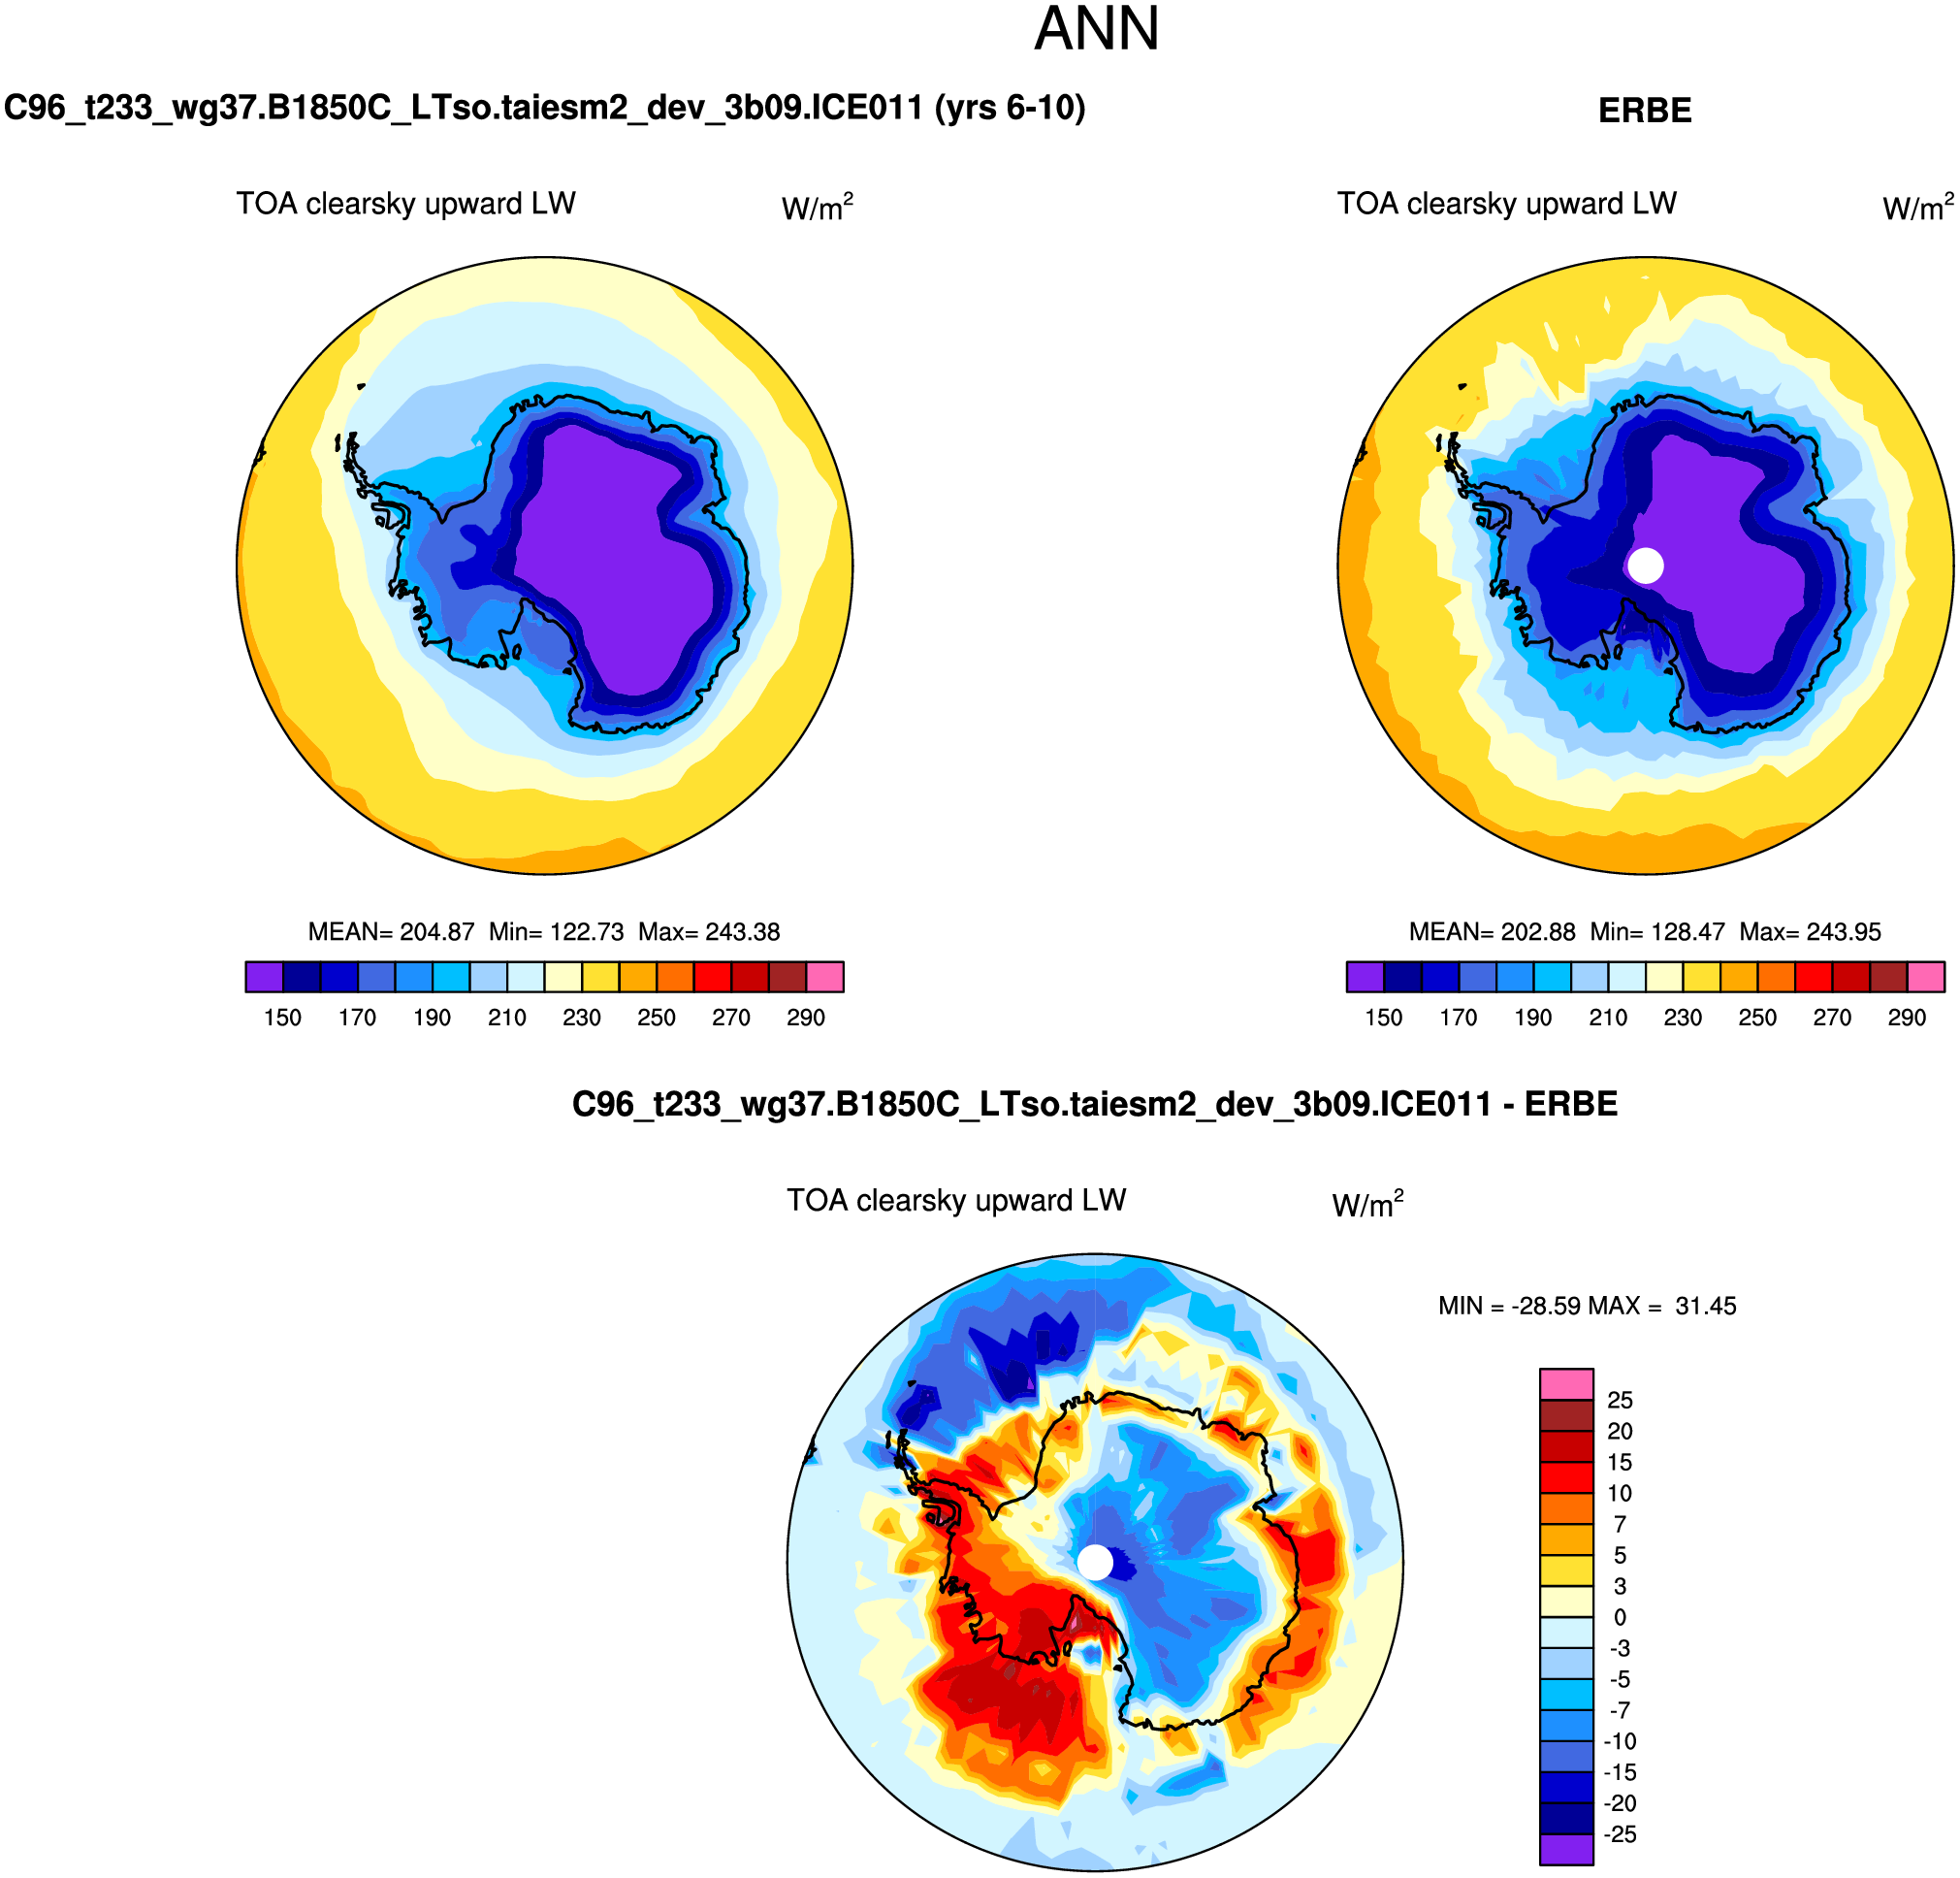 ANN
C96_t233_wg37.B1850C_LTso.taiesm2_dev_3b09.ICE011 (yrs 6-10)
ERBE
TOA clearsky upward LW W/m²
TOA clearsky upward LW W/m²
MEAN= 204.87 Min= 122.73 Max= 243.38
MEAN= 202.88 Min= 128.47 Max= 243.95
150 170 190 210 230 250 270 290
150 170 190 210 230 250 270 290
C96_t233_wg37.B1850C_LTso.taiesm2_dev_3b09.ICE011 - ERBE
TOA clearsky upward LW W/m²
MIN = -28.59 MAX = 31.45
25
20
15
10
7
5
3
0
-3
-5
-7
-10
-15
-20
-25